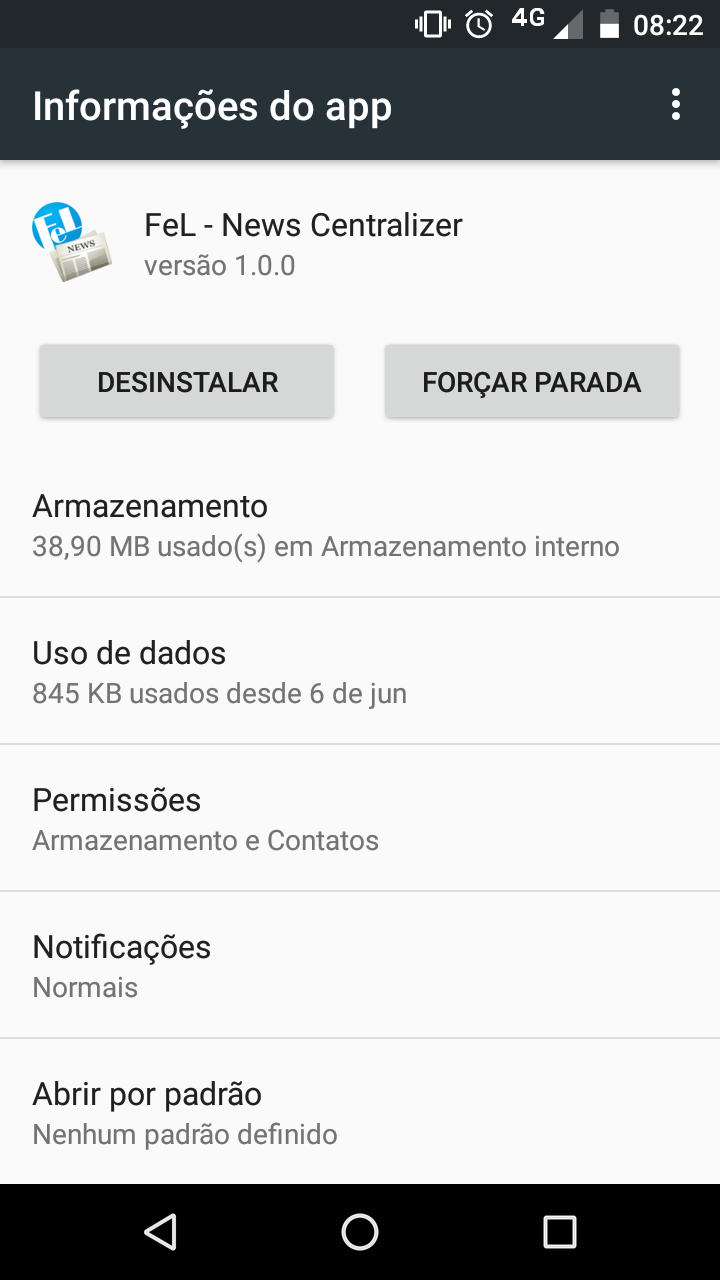 4G 08:22
Informações do app
FeL NEWS
FeL - News Centralizer
versão 1.0.0
DESINSTALAR FORÇAR PARADA
Armazenamento
38,90 MB usado(s) em Armazenamento interno
Uso de dados
845 KB usados desde 6 de jun
Permissões
Armazenamento e Contatos
Notificações
Normais
Abrir por padrão
Nenhum padrão definido